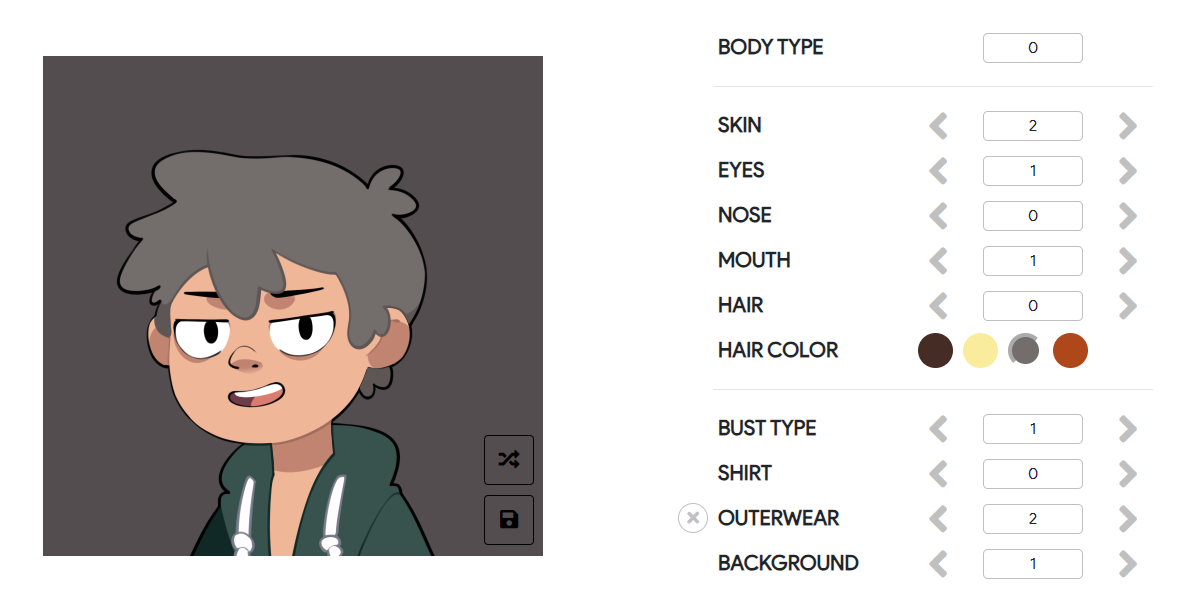 BODY TYPE 0
SKIN 2
EYES 1
NOSE 0
MOUTH 1
HAIR 0
HAIR COLOR
BUST TYPE 1
SHIRT 0
OUTERWEAR 2
BACKGROUND 1